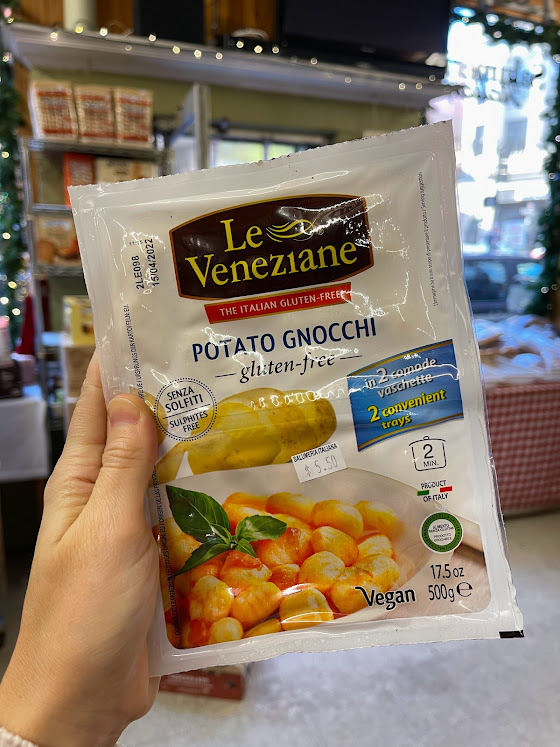 2LE098
15/04/2022
Le
Veneziane
THE ITALIAN GLUTEN-FREE
POTATO GNOCCHI
gluten-free
SENZA
SOLFITI
SULPHITES
FREE
in 2 comode
vaschette
2 convenient
trays
SALUMERIA ITALIANA
$5.50
2
MIN.
PRODUCT
OF ITALY
Vegan
17.5 oz
500g e